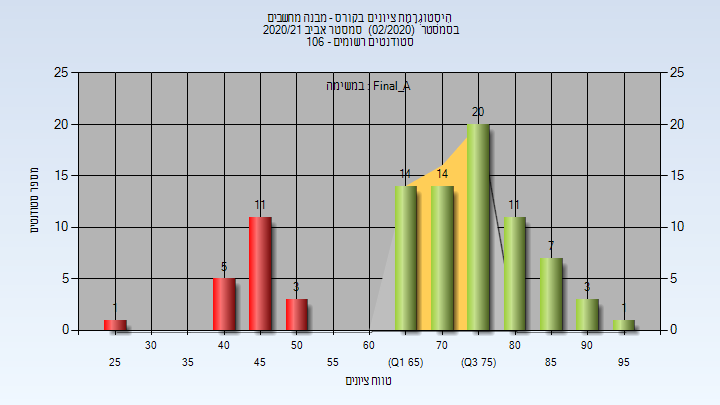 היסטוגרמת ציונים בקורס - מבנה מחשבים
בסמסטר (02/2020) סמסטר אביב 2020/21
סטודנטים רשומים - 106
במשימה : Final_A
25 25
20 20
15 15
10 10
5 5
0 0
מספר סטודנטים
1 5 11 3 14 14 20 11 7 3 1
30 40 50 60 70 80 90
25 35 45 55 (Q1 65) (Q3 75) 85 95
טווח ציונים